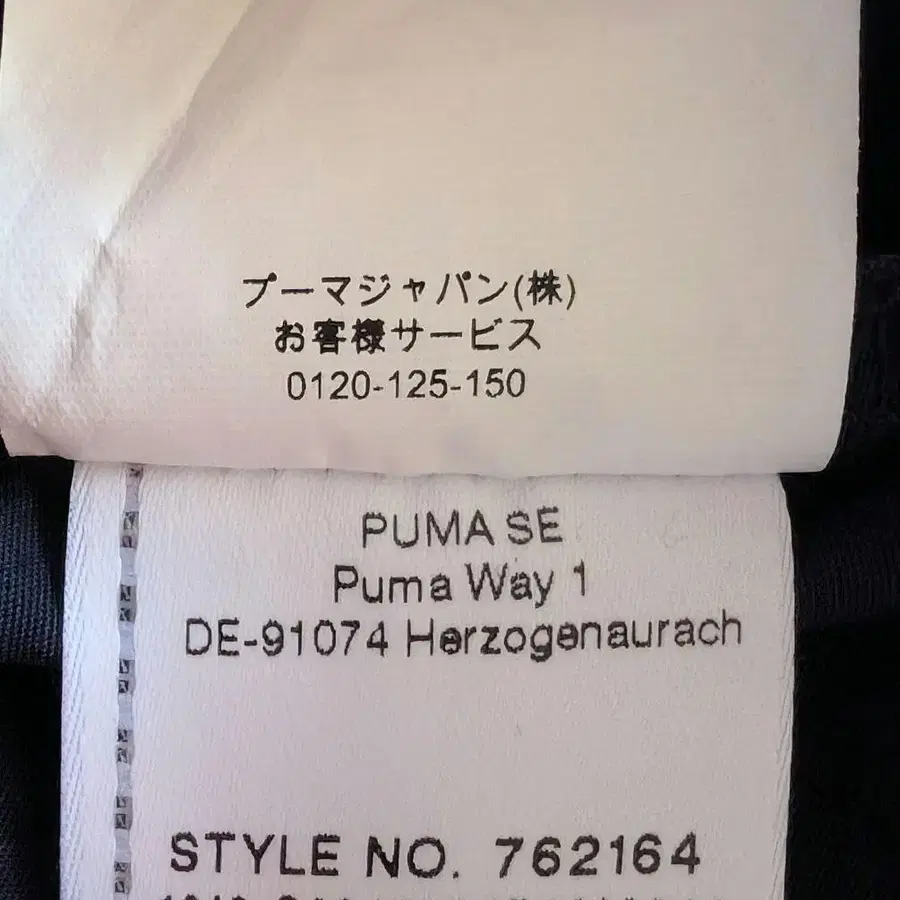 プーマジャパン(株)
お客様サービス
0120-125-150
PUMA SE
Puma Way 1
DE-91074 Herzogenaurach
STYLE NO. 762164